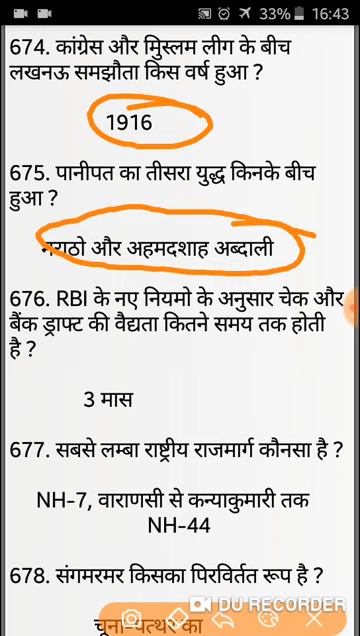 33% 16:43
674. कांग्रेस और मुस्लिम लीग के बीच
लखनऊ समझौता किस वर्ष हुआ ?
1916
675. पानीपत का तीसरा युद्ध किनके बीच
हुआ ?
मराठो और अहमदशाह अब्दाली
676. RBI के नए नियमो के अनुसार चेक और
बैंक ड्राफ्ट की वैद्यता कितने समय तक होती
है ?
3 मास
677. सबसे लम्बा राष्ट्रीय राजमार्ग कौनसा है ?
NH-7, वाराणसी से कन्याकुमारी तक
NH-44
678. संगमरमर किसका पिरवि्तत रूप है ?
DU RECORDER
चूना-पत्थर का